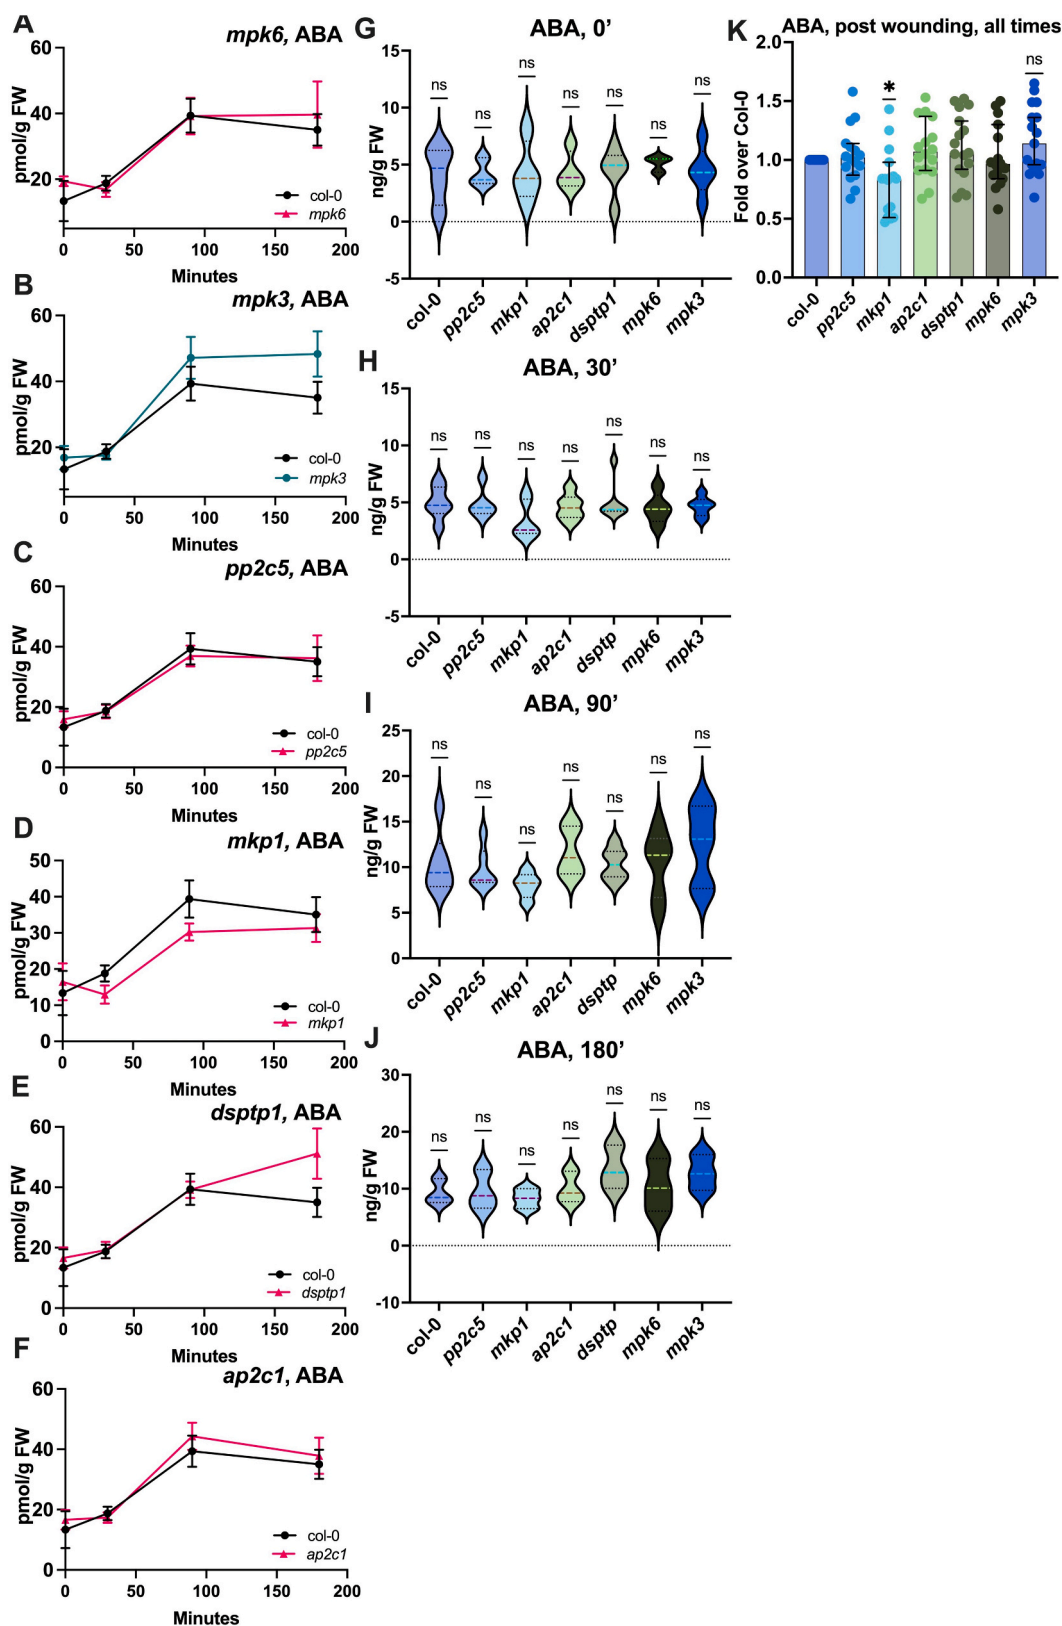 A
mpk6, ABA
60
40
20
pmol/g FW
col-0
mpk6
0 50 100 150 200
Minutes
B
mpk3, ABA
60
40
20
pmol/g FW
col-0
mpk3
0 50 100 150 200
Minutes
C
pp2c5, ABA
60
40
20
0
pmol/g FW
col-0
pp2c5
0 50 100 150 200
Minutes
D
mkp1, ABA
50
40
30
20
10
0
pmol/g FW
col-0
mkp1
0 50 100 150 200
Minutes
E
dsptp1, ABA
60
40
20
0
pmol/g FW
col-0
dsptp1
0 50 100 150 200
Minutes
F
ap2c1, ABA
60
40
20
0
pmol/g FW
col-0
ap2c1
0 50 100 150 200
Minutes
G
ABA, 0’
15
10
5
0
-5
ng/g FW
ns ns ns ns ns ns ns
col-0 pp2c5 mkp1 ap2c1 dsptp1 mpk6 mpk3
H
ABA, 30’
15
10
5
0
-5
ng/g FW
ns ns ns ns ns ns ns
col-0 pp2c5 mkp1 ap2c1 dsptp mpk6 mpk3
I
ABA, 90’
25
20
15
10
5
0
ng/g FW
ns ns ns ns ns ns ns
col-0 pp2c5 mkp1 ap2c1 dsptp mpk6 mpk3
J
ABA, 180’
30
20
10
0
-10
ng/g FW
ns ns ns ns ns ns ns
col-0 pp2c5 mkp1 ap2c1 dsptp mpk6 mpk3
K
ABA, post wounding, all times
2.0
1.5
1.0
0.5
0.0
Fold over Col-0
* ns
col-0 pp2c5 mkp1 ap2c1 dsptp1 mpk6 mpk3